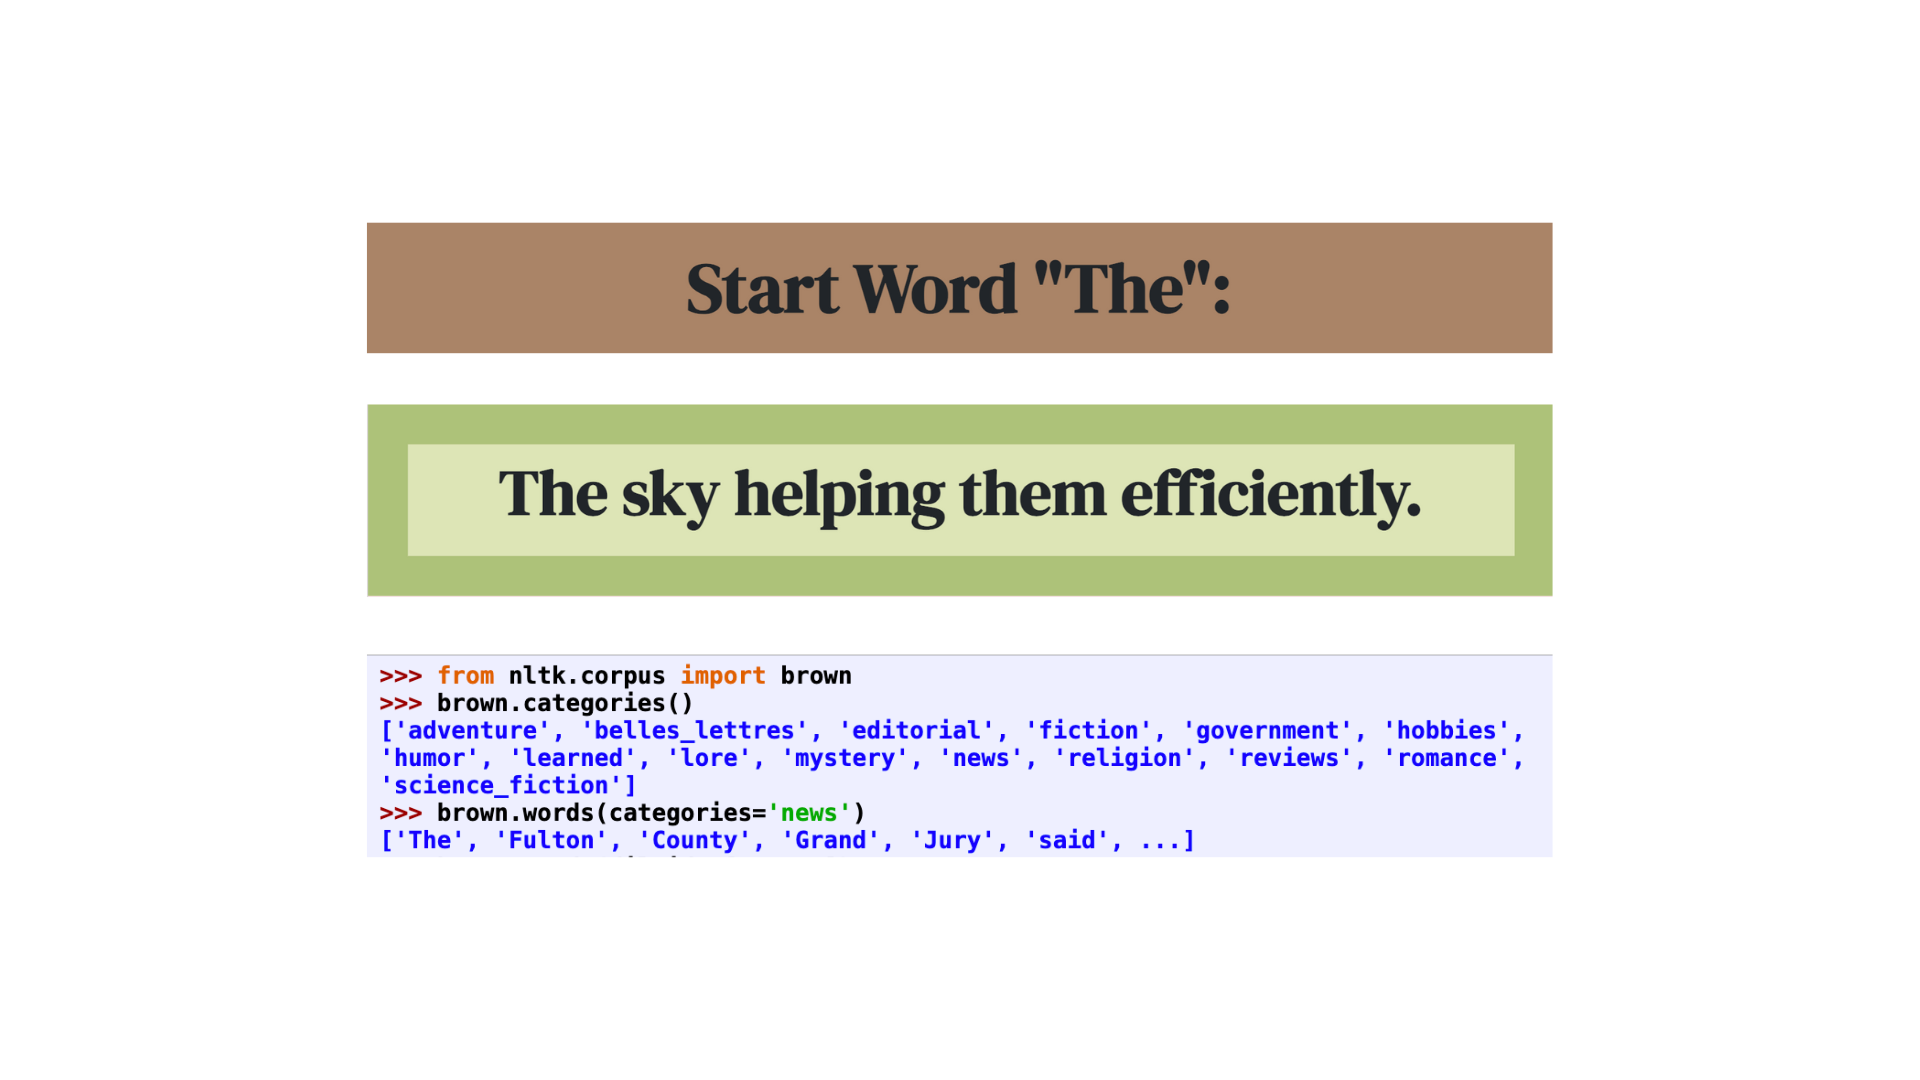 Start Word "The":
The sky helping them efficiently.
>>> from nltk.corpus import brown
>>> brown.categories()
['adventure', 'belles_lettres', 'editorial', 'fiction', 'government', 'hobbies',
'humor', 'learned', 'lore', 'mystery', 'news', 'religion', 'reviews', 'romance',
'science_fiction']
>>> brown.words(categories='news')
['The', 'Fulton', 'County', 'Grand', 'Jury', 'said', ...]